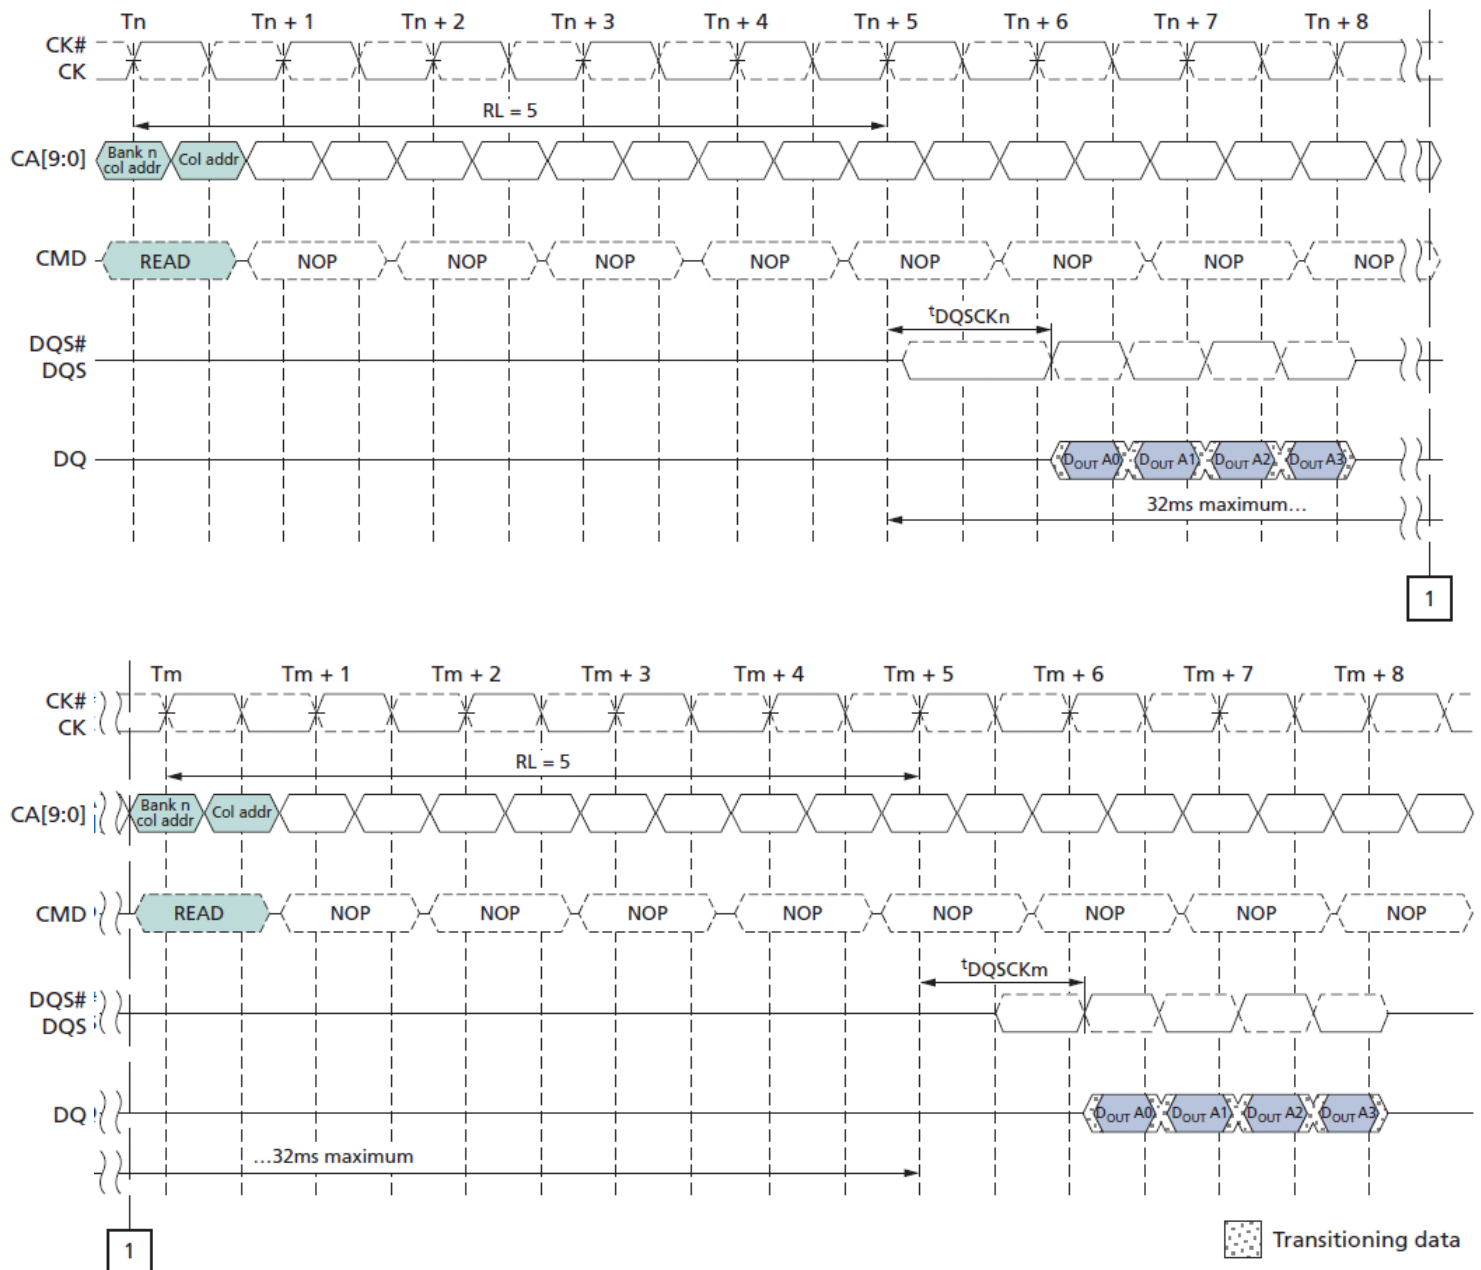 Tn Tn + 1 Tn + 2 Tn + 3 Tn + 4 Tn + 5 Tn + 6 Tn + 7 Tn + 8
CK#
CK
RL = 5
CA[9:0] Bank n col addr Col addr
CMD READ NOP NOP NOP NOP NOP NOP NOP NOP
tDQSCKn
DQS#
DQS
DQ DOUT A0 DOUT A1 DOUT A2 DOUT A3
32ms maximum...
1
Tm Tm + 1 Tm + 2 Tm + 3 Tm + 4 Tm + 5 Tm + 6 Tm + 7 Tm + 8
CK#
CK
RL = 5
CA[9:0] Bank n col addr Col addr
CMD READ NOP NOP NOP NOP NOP NOP NOP NOP
tDQSCKm
DQS#
DQS
DQ DOUT A0 DOUT A1 DOUT A2 DOUT A3
...32ms maximum
1
Transitioning data